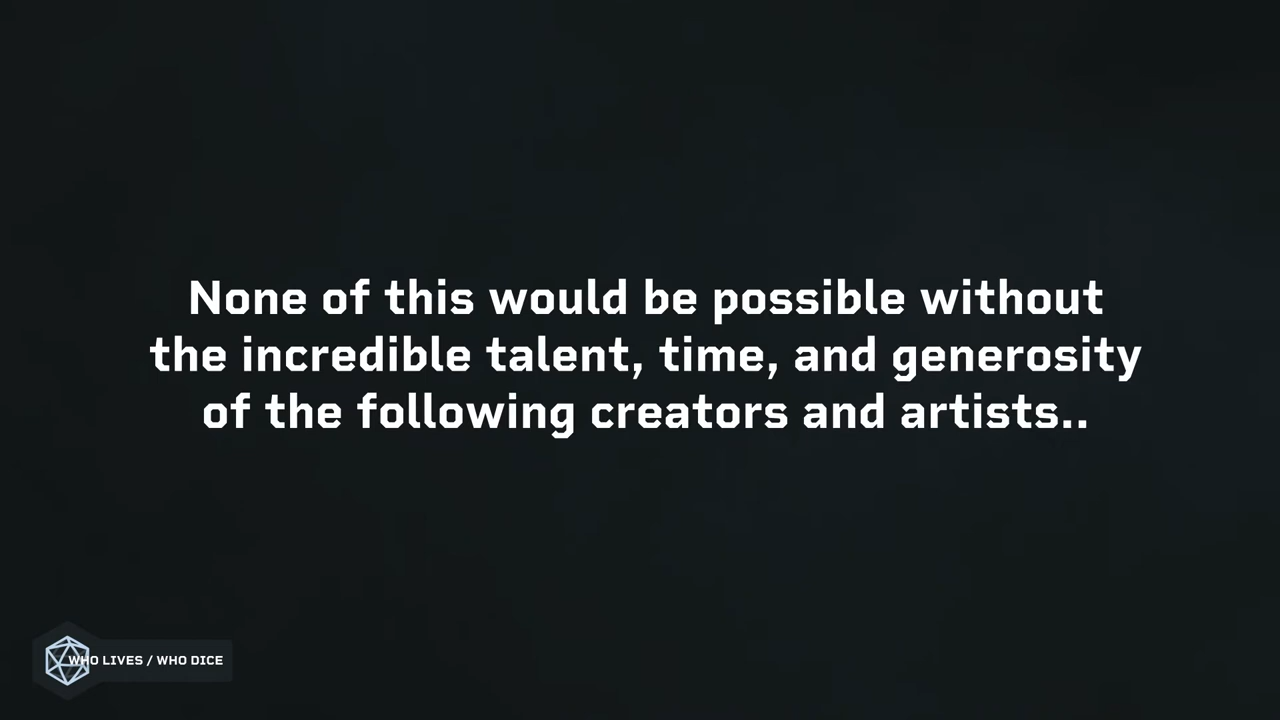 None of this would be possible without
the incredible talent, time, and generosity
of the following creators and artists..
WHO LIVES / WHO DICE